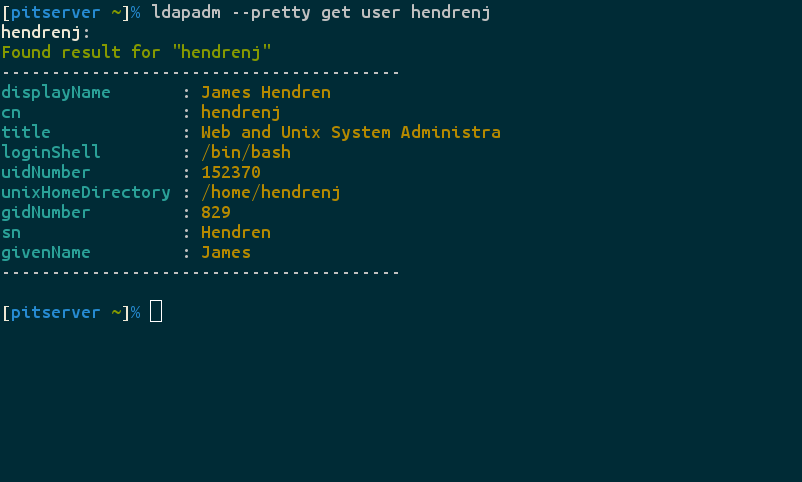 [pitserver ~]% ldapadm --pretty get user hendrenj
hendrenj:
Found result for "hendrenj"
----------------------------------------
displayName       : James Hendren
cn                : hendrenj
title             : Web and Unix System Administra
loginShell        : /bin/bash
uidNumber         : 152370
unixHomeDirectory : /home/hendrenj
gidNumber         : 829
sn                : Hendren
givenName         : James
----------------------------------------
[pitserver ~]%